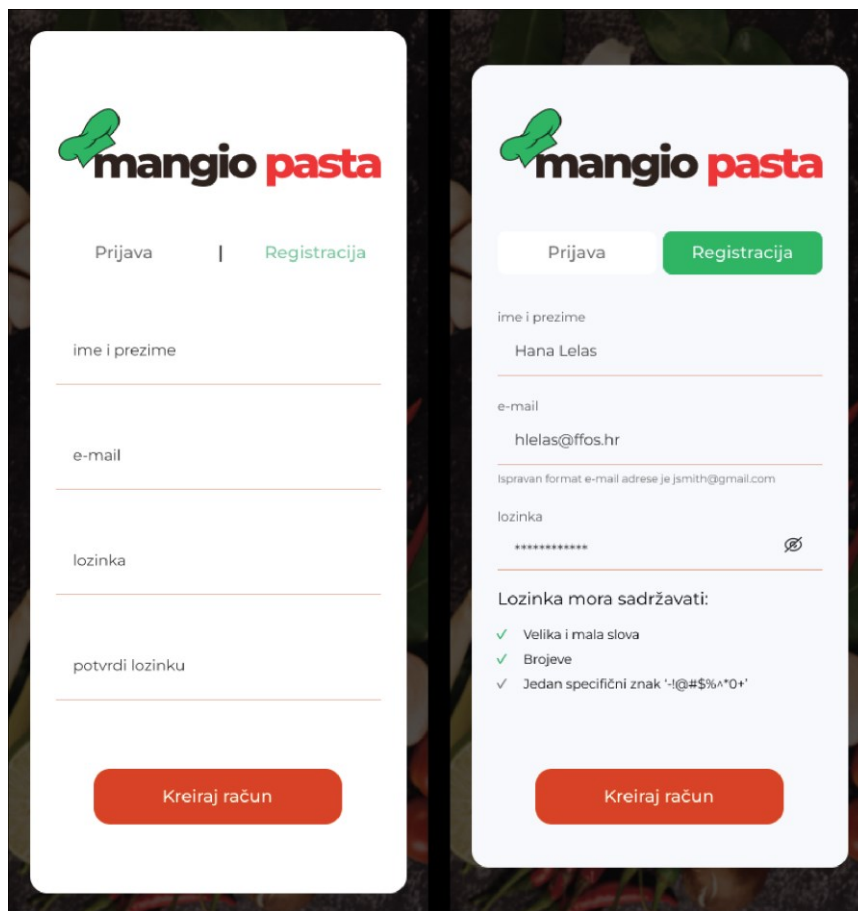 mangio pasta
Prijava | Registracija
ime i prezime
e-mail
lozinka
potvrdi lozinku
Kreiraj račun
mangio pasta
Prijava Registracija
ime i prezime
Hana Lelas
e-mail
hlelas@ffos.hr
Ispravan format e-mail adrese je jsmith@gmail.com
lozinka
************
Lozinka mora sadržavati:
✓ Velika i mala slova
✓ Brojeve
✓ Jedan specifični znak '-!@#$%^*0+'
Kreiraj račun